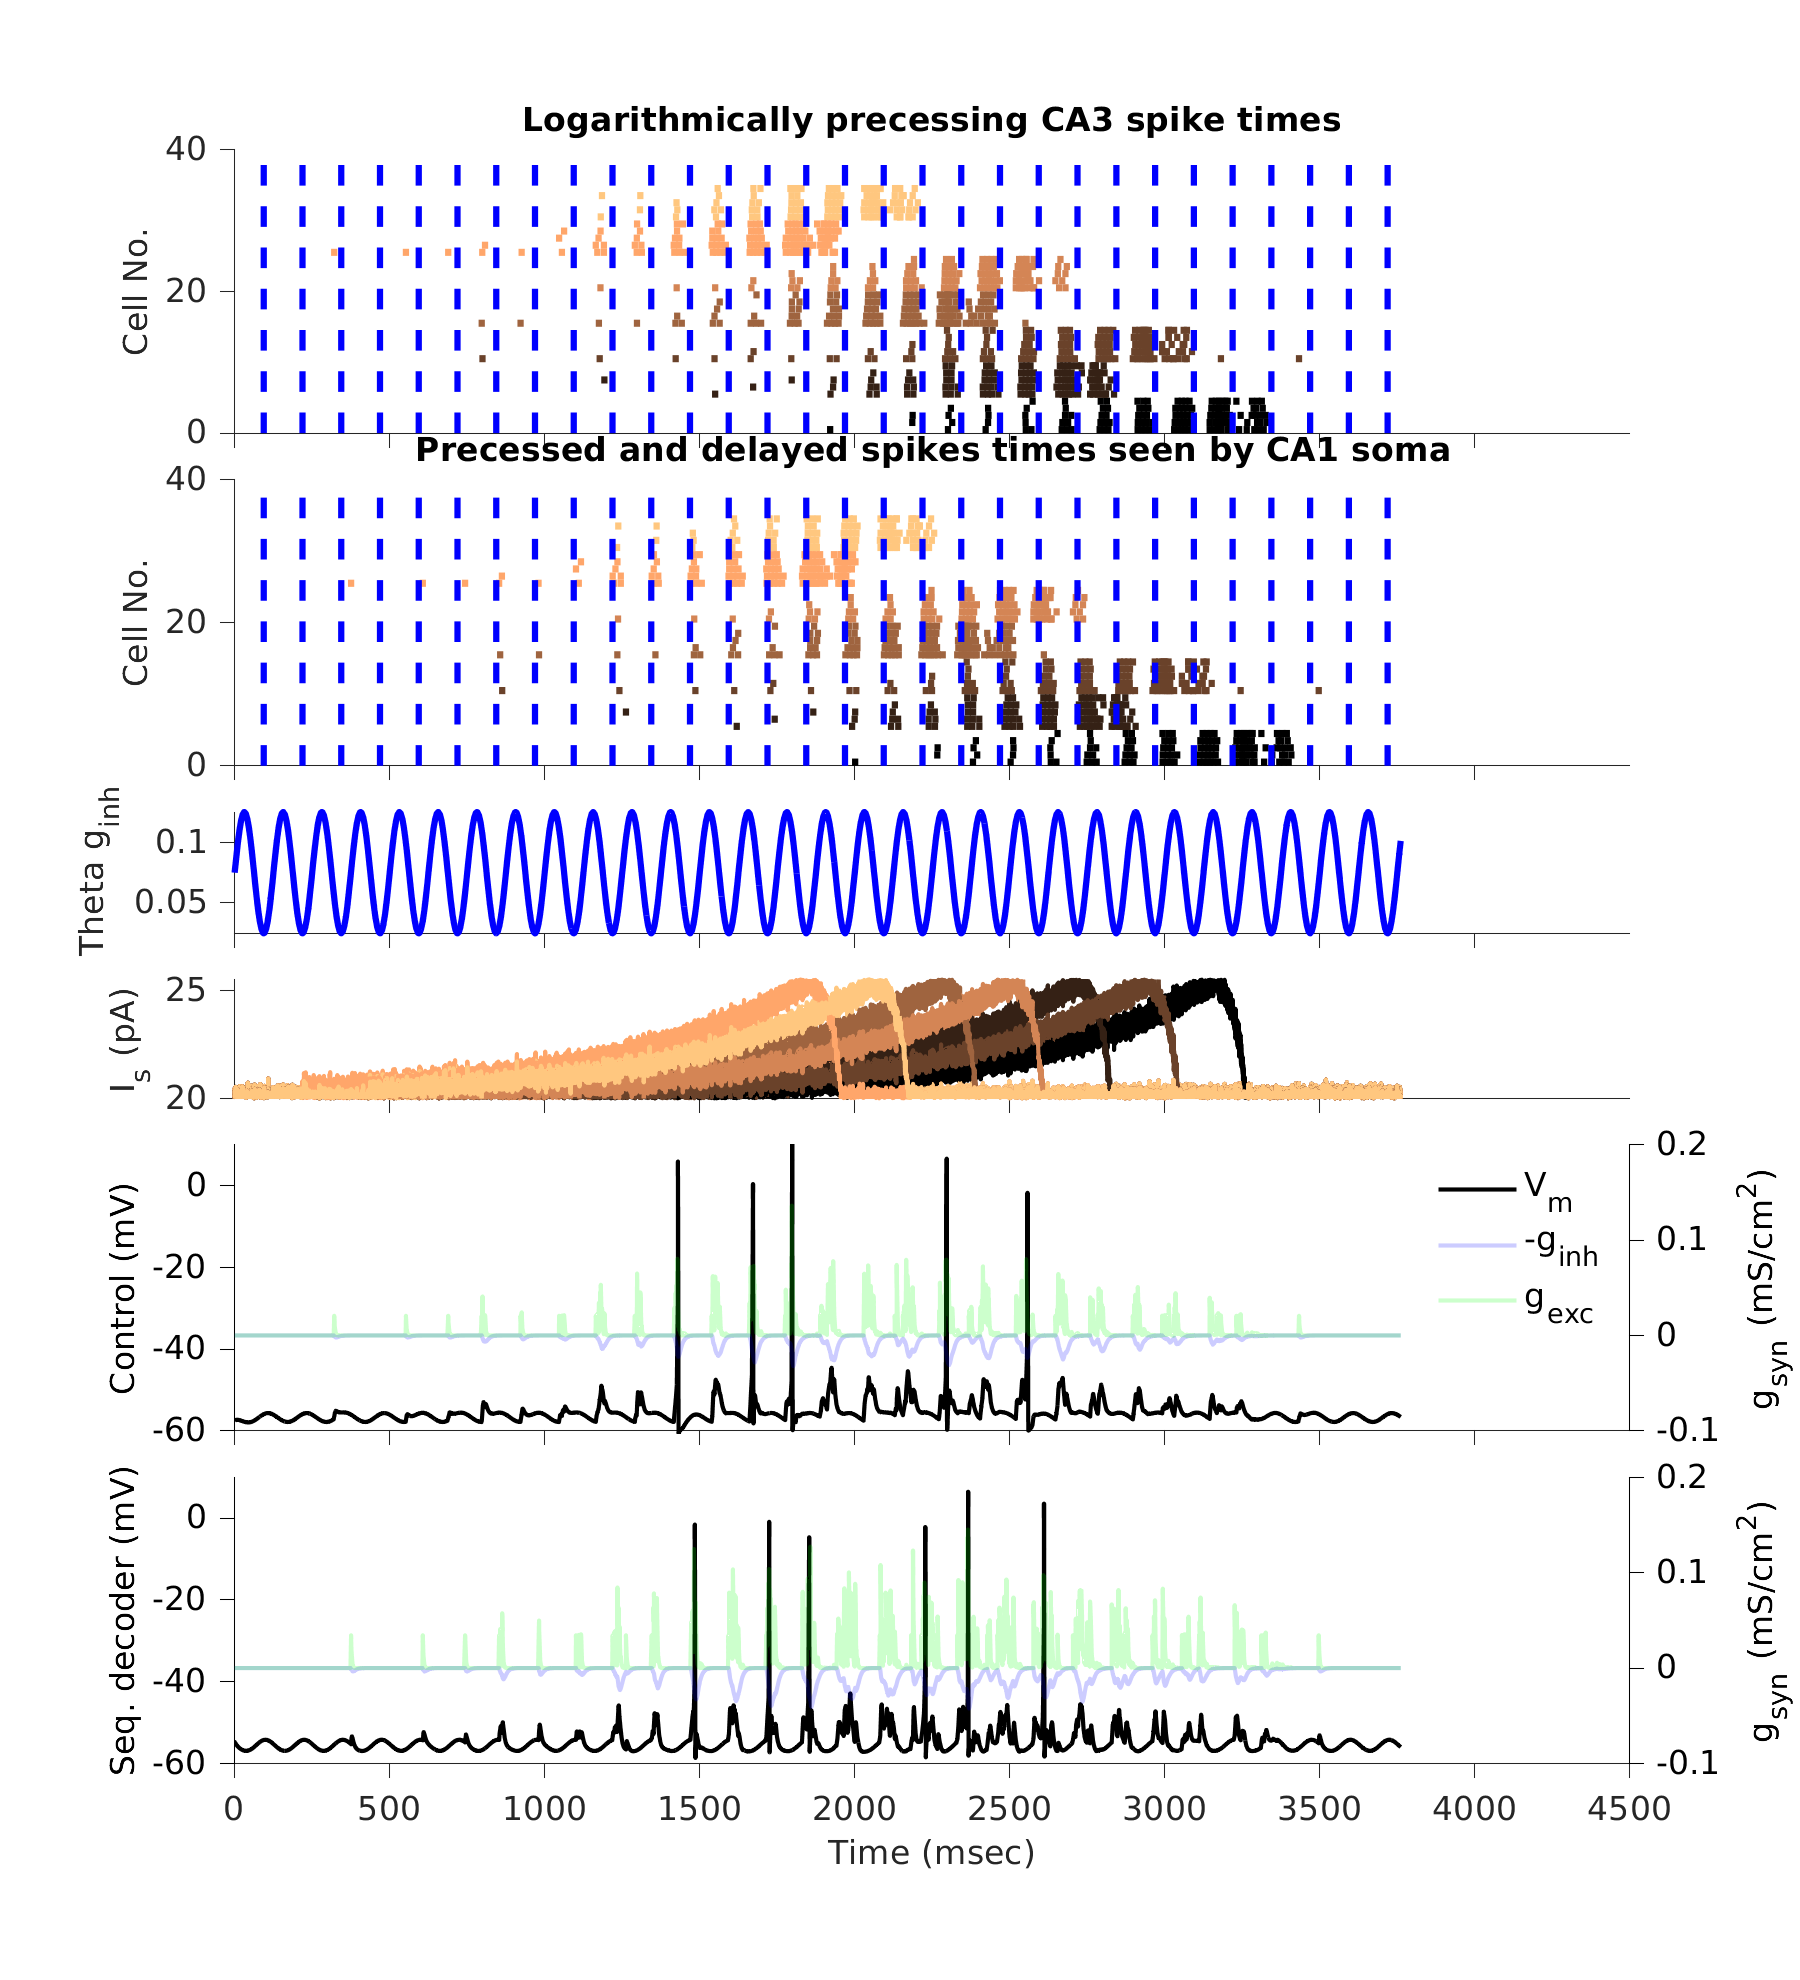 Logarithmically precessing CA3 spike times
40
20
0
Cell No.
Precessed and delayed spikes times seen by CA1 soma
40
20
0
Cell No.
0.1
0.05
Theta g_inh
25
20
I_s (pA)
0
-20
-40
-60
Control (mV)
V_m
-g_inh
g_exc
0.2
0.1
0
-0.1
g_syn (mS/cm^2)
0
-20
-40
-60
Seq. decoder (mV)
0.2
0.1
0
-0.1
g_syn (mS/cm^2)
0 500 1000 1500 2000 2500 3000 3500 4000 4500
Time (msec)